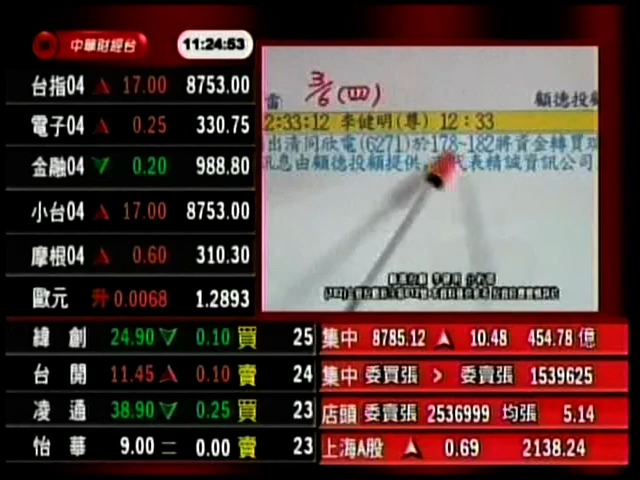 中華財經台
11:24:53
台指04 17.00 8753.00
電子04 0.25 330.75
金融04 0.20 988.80
小台04 17.00 8753.00
摩根04 0.60 310.30
歐元 升 0.0068 1.2893
3/6(四)
雷 顧德投顧
2:33:12 李健明(尊) 12:33
出清同欣電(6271)於178~182將資金轉買
訊息由顧德投顧提供, 代表精誠資訊公司
緯創 24.90 0.10 買 25
台開 11.45 0.10 賣 24
凌通 38.90 0.25 買 23
怡華 9.00 二 0.00 賣 23
集中 8785.12 10.48 454.78 億
集中 委買張 > 委賣張 1539625
店頭 委賣張 2536999 均張 5.14
上海A股 0.69 2138.24